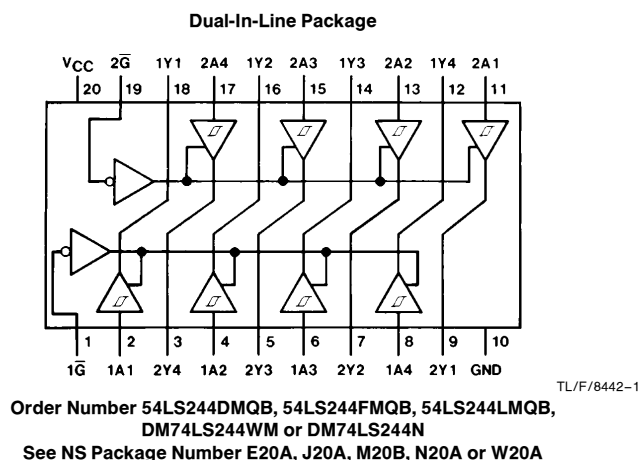 Dual-In-Line Package
VCC 2G̅ 1Y1 2A4 1Y2 2A3 1Y3 2A2 1Y4 2A1
20 19 18 17 16 15 14 13 12 11
1 2 3 4 5 6 7 8 9 10
1G̅ 1A1 2Y4 1A2 2Y3 1A3 2Y2 1A4 2Y1 GND
TL/F/8442–1
Order Number 54LS244DMQB, 54LS244FMQB, 54LS244LMQB,
DM74LS244WM or DM74LS244N
See NS Package Number E20A, J20A, M20B, N20A or W20A